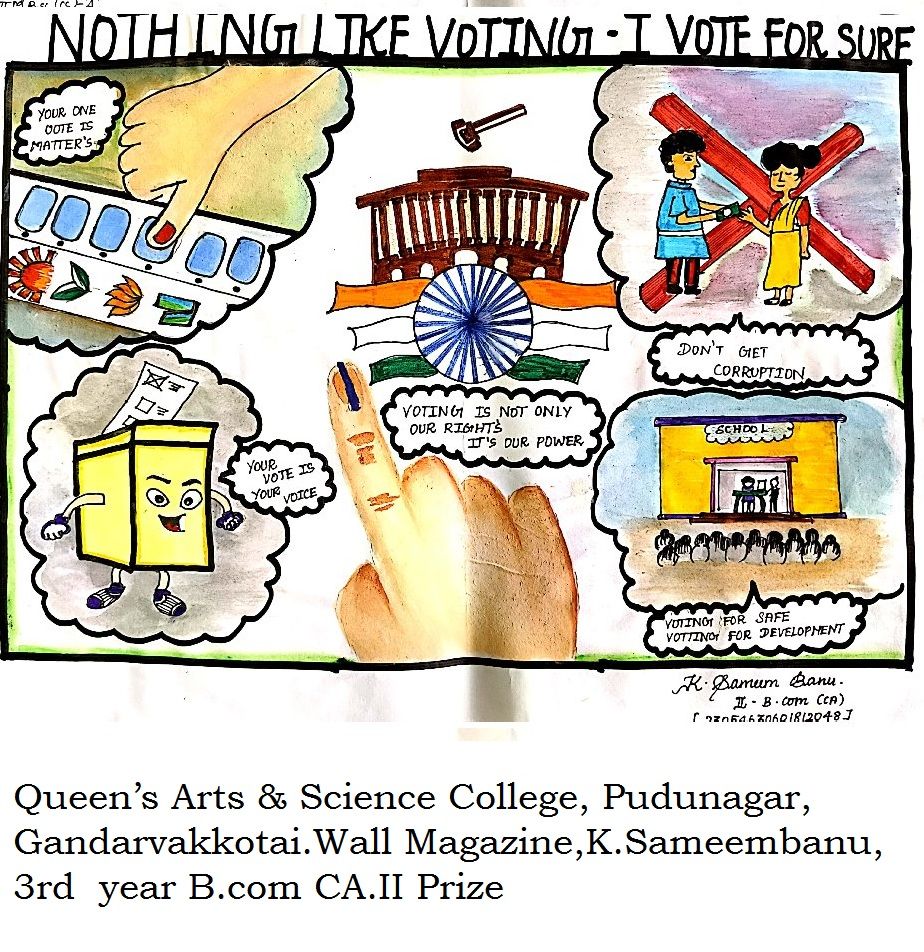 NOTHING LIKE VOTING - I VOTE FOR SURE
YOUR ONE
VOTE IS
MATTER'S
VOTING IS NOT ONLY
OUR RIGHTS
IT'S OUR POWER
YOUR
VOTE IS
YOUR VOICE
DON'T GET
CORRUPTION
SCHOOL
VOTING FOR SAFE
VOTTING FOR DEVELOPMENT
K. Samum Banu.
II - B.com (CA)
Queen's Arts & Science College, Pudunagar,
Gandarvakkotai.Wall Magazine,K.Sameembanu,
3rd year B.com CA.II Prize